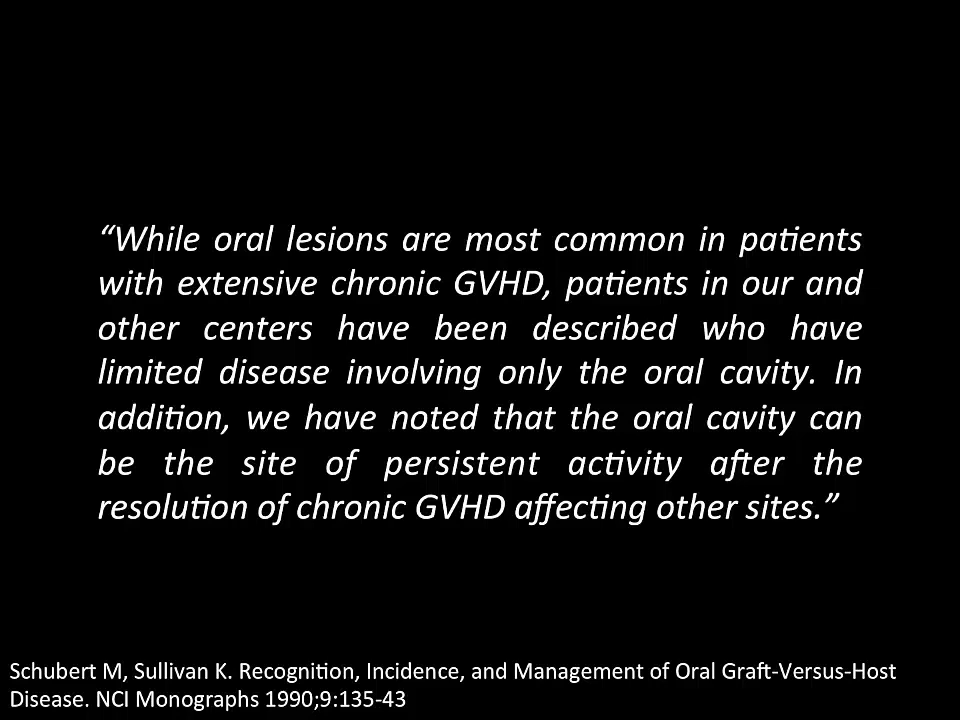 “While oral lesions are most common in patients
with extensive chronic GVHD, patients in our and
other centers have been described who have
limited disease involving only the oral cavity. In
addition, we have noted that the oral cavity can
be the site of persistent activity after the
resolution of chronic GVHD affecting other sites.”
Schubert M, Sullivan K. Recognition, Incidence, and Management of Oral Graft-Versus-Host
Disease. NCI Monographs 1990;9:135-43